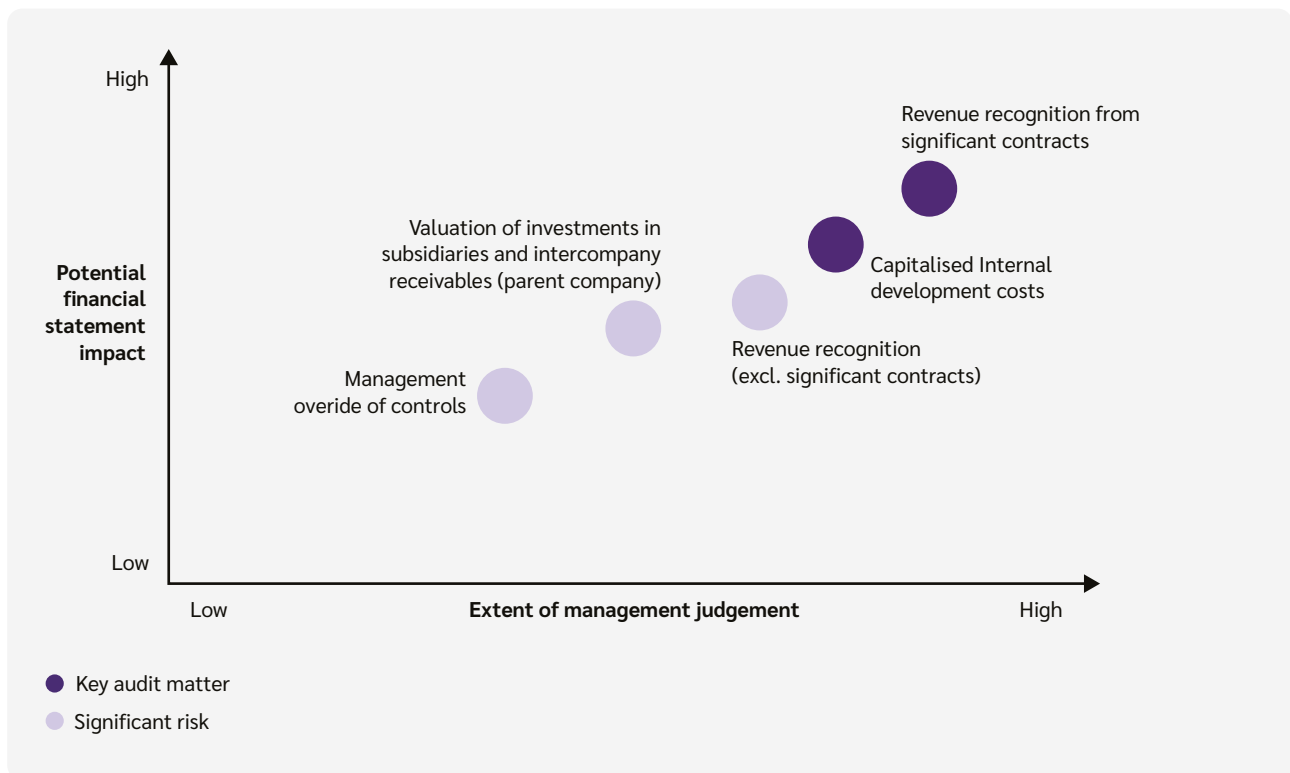 High
Revenue recognition from
significant contracts
Valuation of investments in
subsidiaries and intercompany
receivables (parent company)
Capitalised Internal
development costs
Potential
financial
statement
impact
Revenue recognition
(excl. significant contracts)
Management
overide of controls
Low
Low
Extent of management judgement
High
Key audit matter
Significant risk